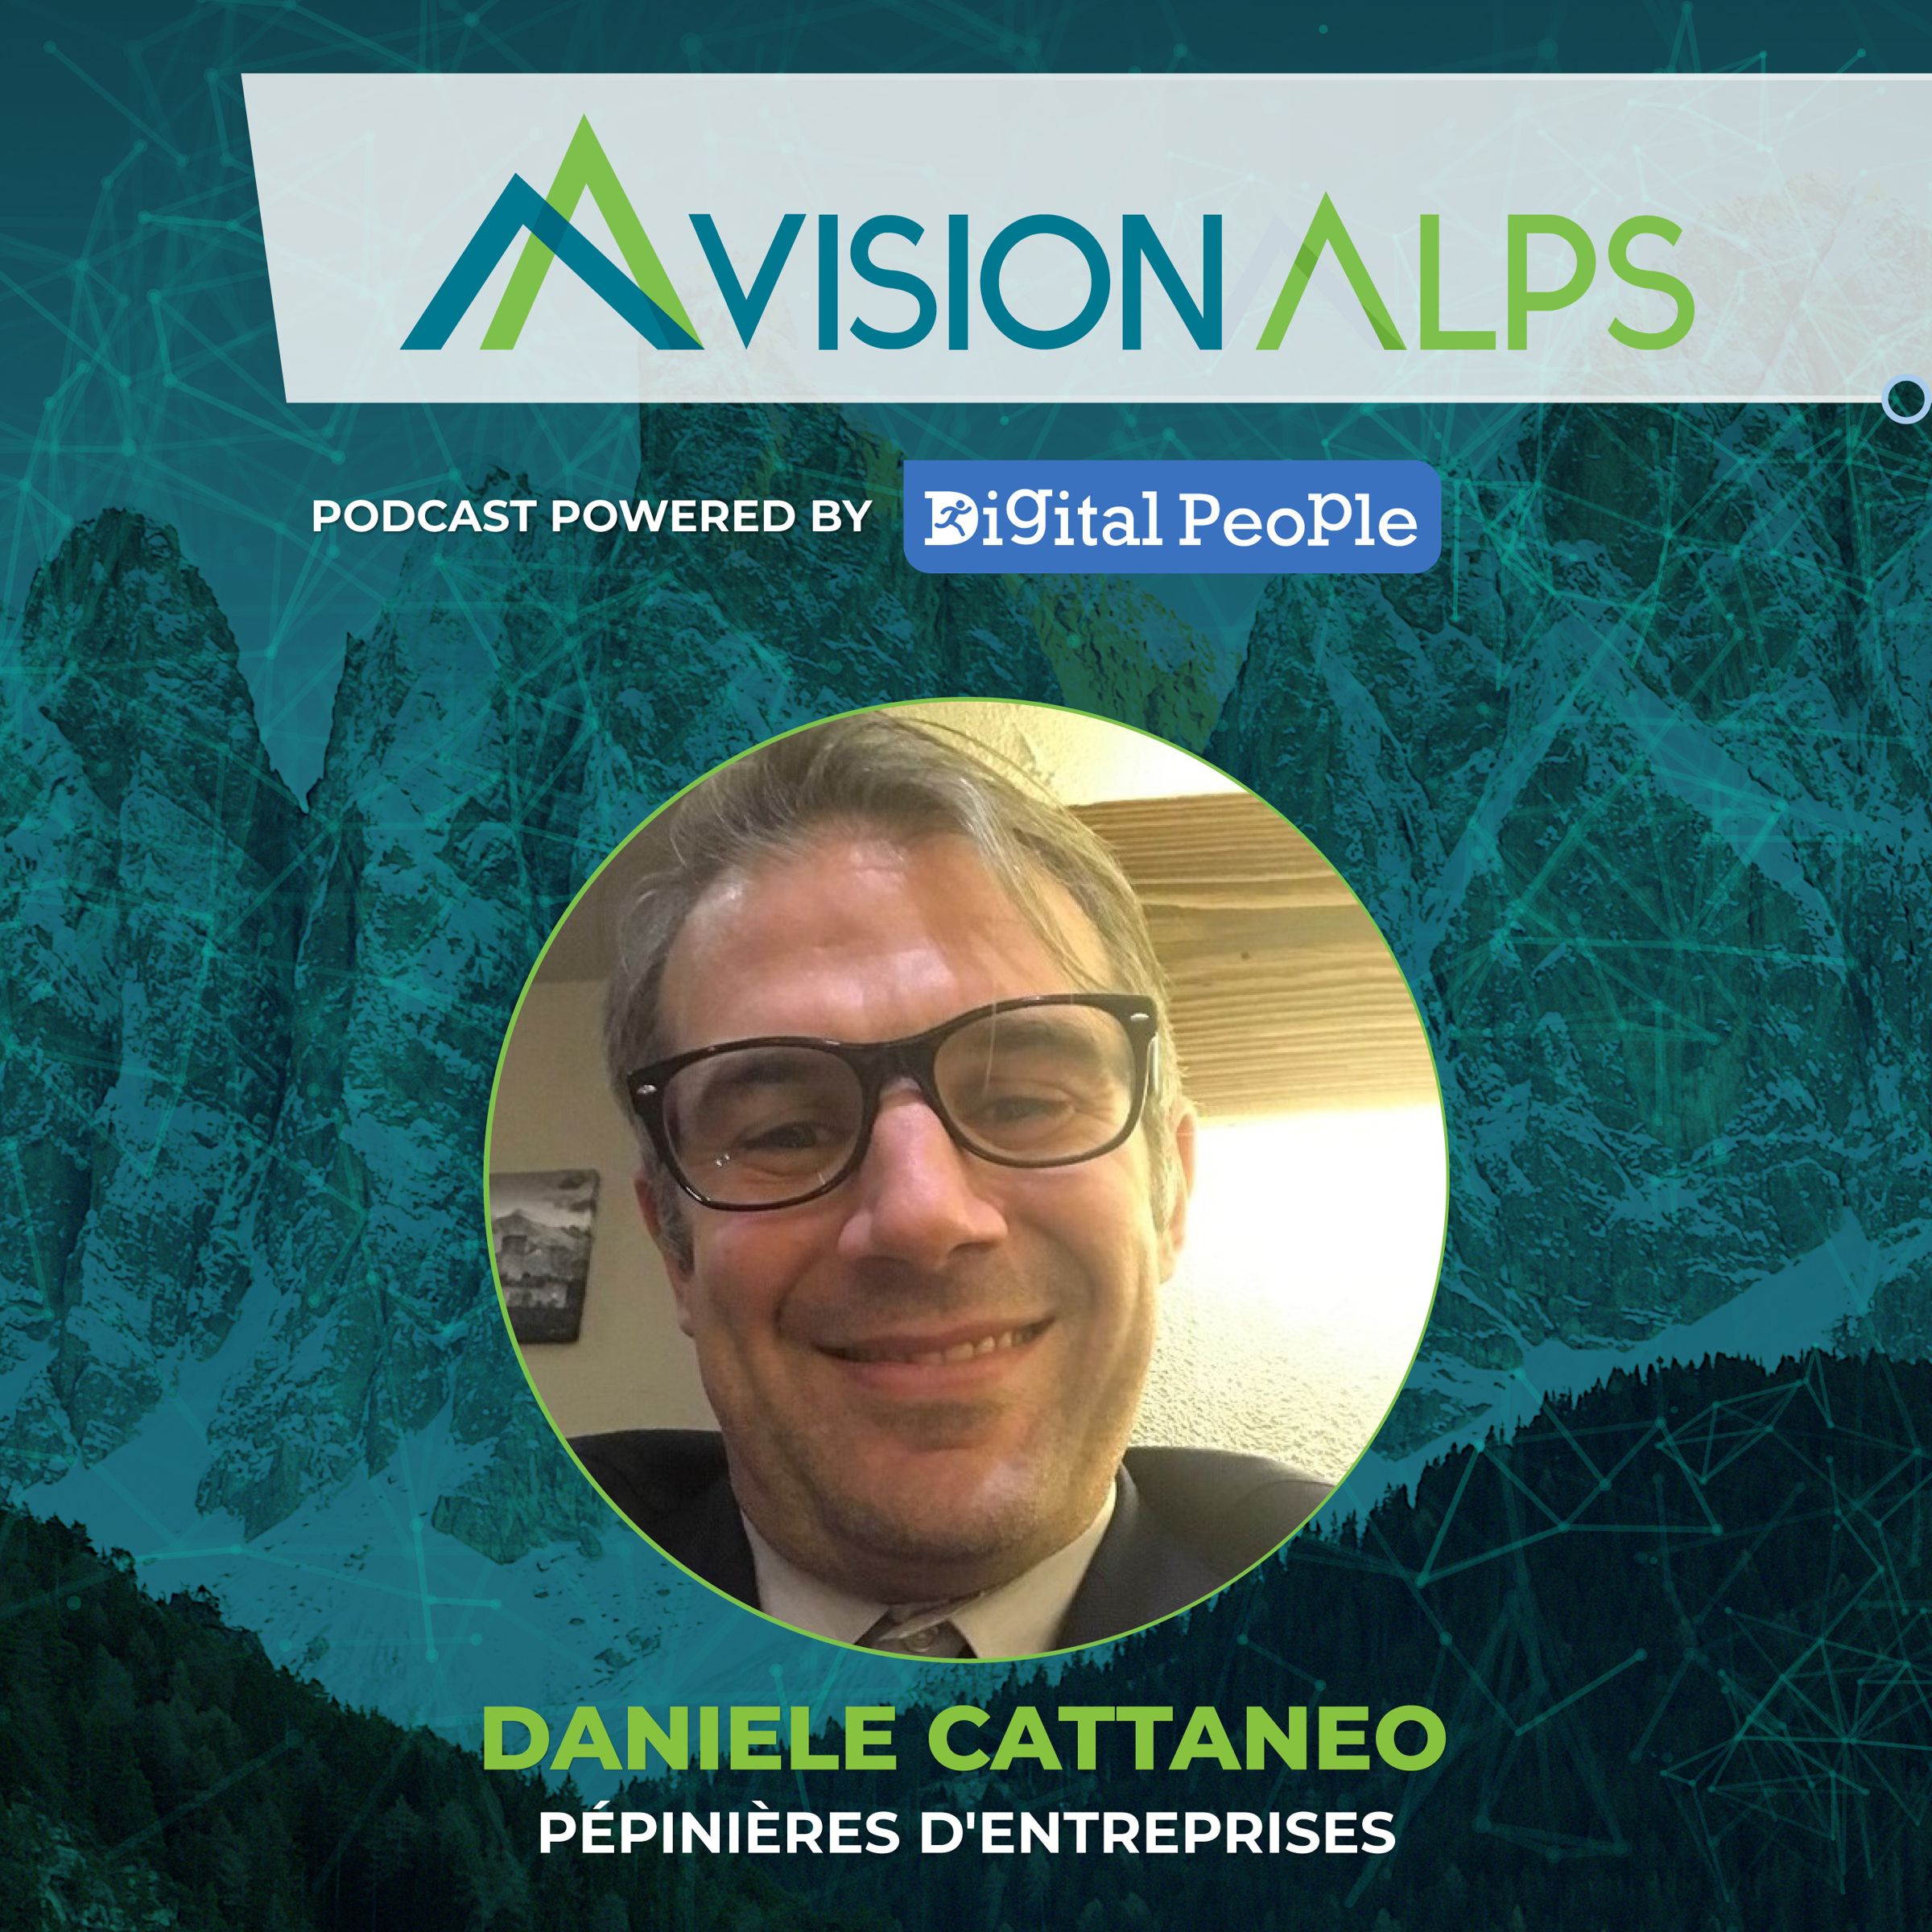 VISION ALPS
PODCAST POWERED BY Digital People
DANIELE CATTANEO
PÉPINIÈRES D'ENTREPRISES